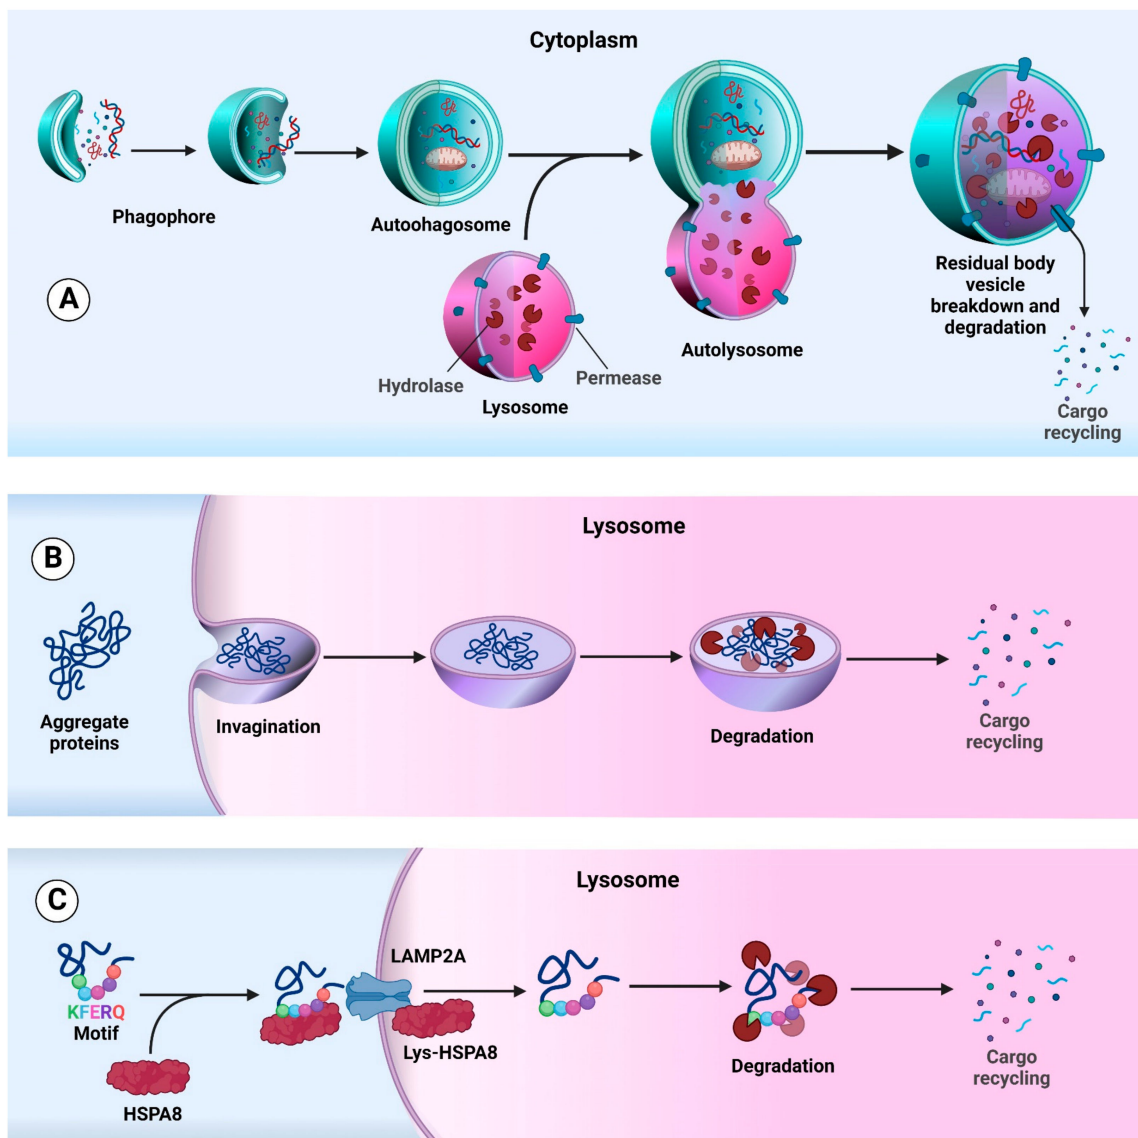 Cytoplasm
Phagophore
Autoohagosome
A
Hydrolase
Permease
Lysosome
Autolysosome
Residual body
vesicle
breakdown and
degradation
Cargo
recycling
B
Lysosome
Aggregate
proteins
Invagination
Degradation
Cargo
recycling
C
Lysosome
KFERQ
Motif
HSPA8
LAMP2A
Lys-HSPA8
Degradation
Cargo
recycling